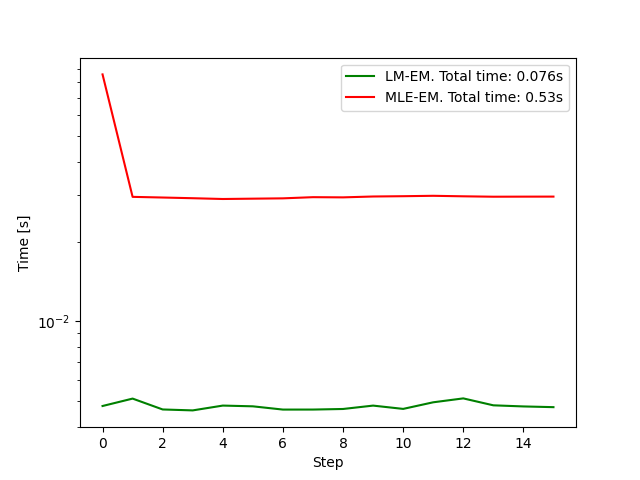 LM-EM. Total time: 0.076s
MLE-EM. Total time: 0.53s
Time [s]
10⁻²
0 2 4 6 8 10 12 14
Step